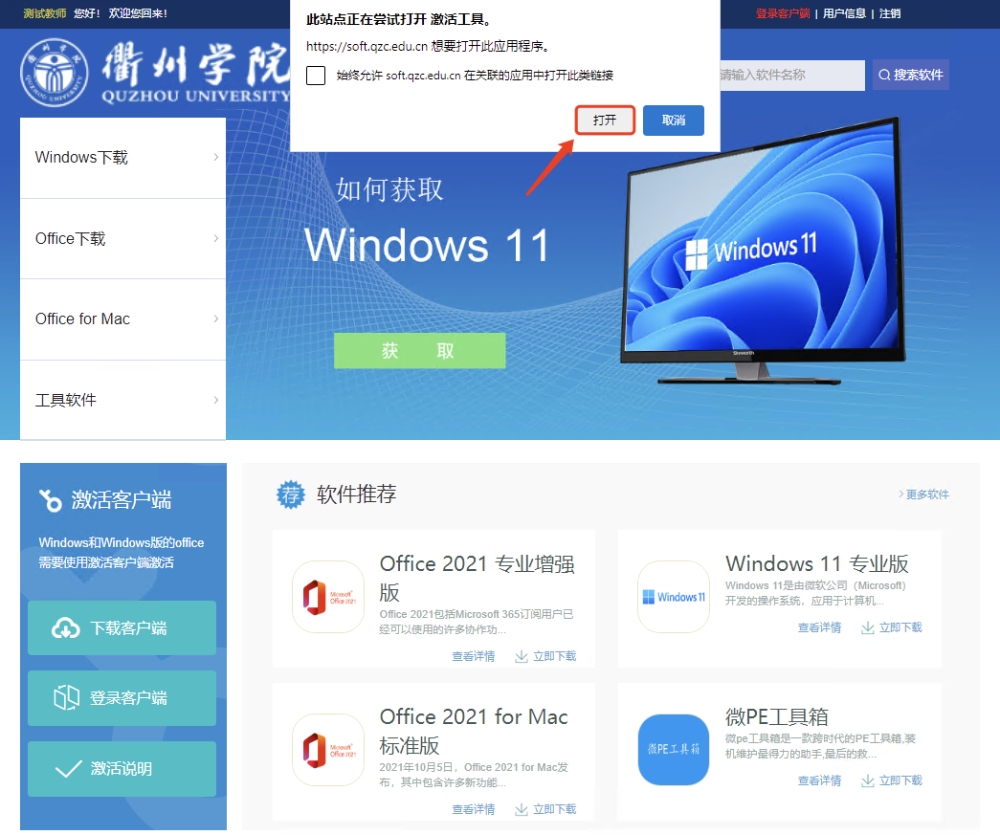 测试教师 您好！ 欢迎您回来！
登录客户端 | 用户信息 | 注销
此站点正在尝试打开 激活工具。
https://soft.qzc.edu.cn 想要打开此应用程序。
始终允许 soft.qzc.edu.cn 在关联的应用中打开此类链接
打开 取消
衢州学院
QUZHOU UNIVERSITY
请输入软件名称
搜索软件
Windows下载
Office下载
Office for Mac
工具软件
如何获取
Windows 11
获 取
Windows 11
Skyworth
激活客户端
Windows和Windows版的office
需要使用激活客户端激活
下载客户端
登录客户端
激活说明
荐 软件推荐
更多软件
Microsoft
Office 2021
Office 2021 专业增强
版
Office 2021包括Microsoft 365订阅用户已
经可以使用的许多协作功...
查看详情 立即下载
Windows 11
Windows 11 专业版
Windows 11是由微软公司（Microsoft)
开发的操作系统，应用于计算机...
查看详情 立即下载
Microsoft
Office 2021
Office 2021 for Mac
标准版
2021年10月5日，Office 2021 for Mac发
布，其中包含许多新功能...
查看详情 立即下载
微PE工具箱
微PE工具箱
微pe工具箱是一款跨时代的PE工具箱,装
机维护最得力的助手,最后的救...
查看详情 立即下载